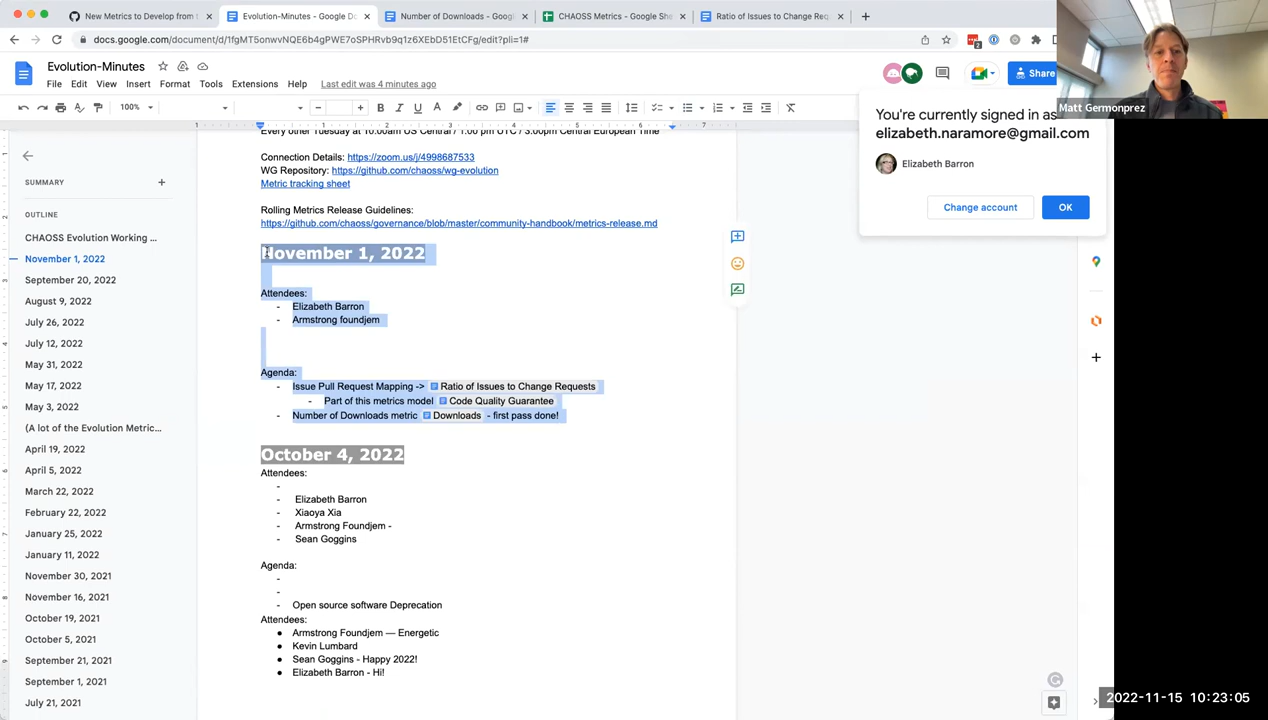 New Metrics to Develop from t
Evolution-Minutes - Google Do
Number of Downloads - Goog
CHAOSS Metrics - Google She
Ratio of Issues to Change Req
docs.google.com/document/d/1fgMT5onwvNQE6b4gPWE7oSPHRvb9q1z6XEbD51EtCFg/edit?pli=1#
2
Evolution-Minutes
File Edit View Insert Format Tools Extensions Help Last edit was 4 minutes ago
Share
Matt Germonprez
100%
You're currently signed in as
elizabeth.naramore@gmail.com
Elizabeth Barron
Change account
OK
SUMMARY
OUTLINE
CHAOSS Evolution Working ...
November 1, 2022
September 20, 2022
August 9, 2022
July 26, 2022
July 12, 2022
May 31, 2022
May 17, 2022
May 3, 2022
(A lot of the Evolution Metric...
April 19, 2022
April 5, 2022
March 22, 2022
February 22, 2022
January 25, 2022
January 11, 2022
November 30, 2021
November 16, 2021
October 19, 2021
October 5, 2021
September 21, 2021
September 1, 2021
July 21, 2021
Every other Tuesday at 10:00am US Central / 1:00 pm UTC / 3:00pm Central European Time
Connection Details: https://zoom.us/j/4998687533
WG Repository: https://github.com/chaoss/wg-evolution
Metric tracking sheet
Rolling Metrics Release Guidelines:
https://github.com/chaoss/governance/blob/master/community-handbook/metrics-release.md
November 1, 2022
Attendees:
- Elizabeth Barron
- Armstrong foundjem
Agenda:
- Issue Pull Request Mapping -> Ratio of Issues to Change Requests
- Part of this metrics model Code Quality Guarantee
- Number of Downloads metric Downloads - first pass done!
October 4, 2022
Attendees:
-
- Elizabeth Barron
- Xiaoya Xia
- Armstrong Foundjem -
- Sean Goggins
Agenda:
-
-
- Open source software Deprecation
Attendees:
● Armstrong Foundjem — Energetic
● Kevin Lumbard
● Sean Goggins - Happy 2022!
● Elizabeth Barron - Hi!
2022-11-15 10:23:05